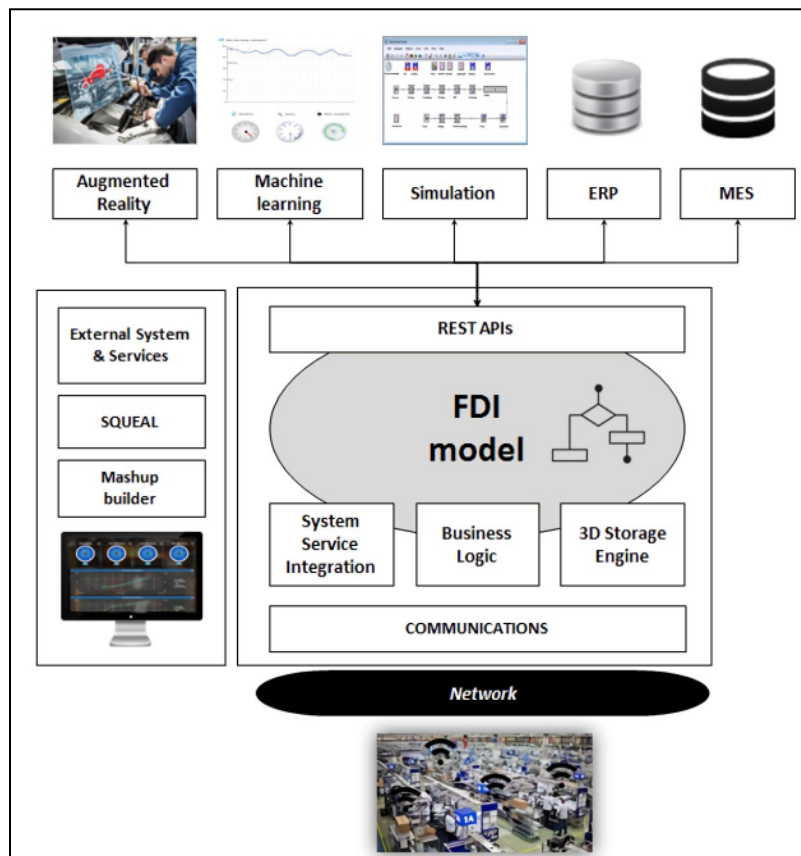 Augmented
Reality
Machine
learning
Simulation
ERP
MES
External System
& Services
SQUEAL
Mashup
builder
REST APIs
FDI
model
System
Service
Integration
Business
Logic
3D Storage
Engine
COMMUNICATIONS
Network
1A